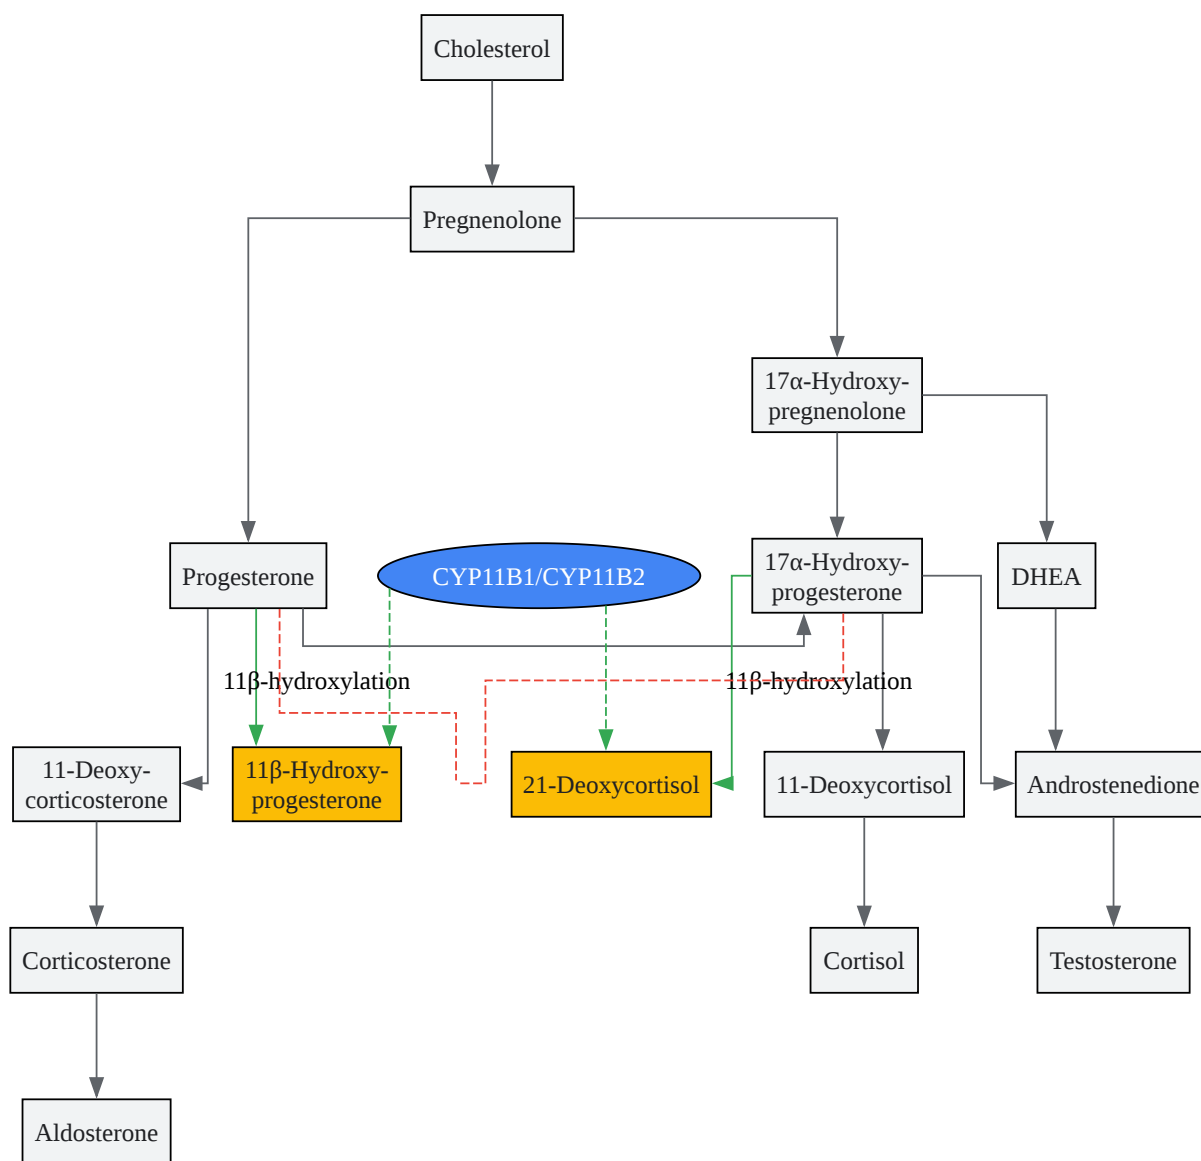 Cholesterol
Pregnenolone
17α-Hydroxy-
pregnenolone
Progesterone
CYP11B1/CYP11B2
17α-Hydroxy-
progesterone
DHEA
11β-hydroxylation
11β-hydroxylation
11-Deoxy-
corticosterone
11β-Hydroxy-
progesterone
21-Deoxycortisol
11-Deoxycortisol
Androstenedione
Corticosterone
Cortisol
Testosterone
Aldosterone